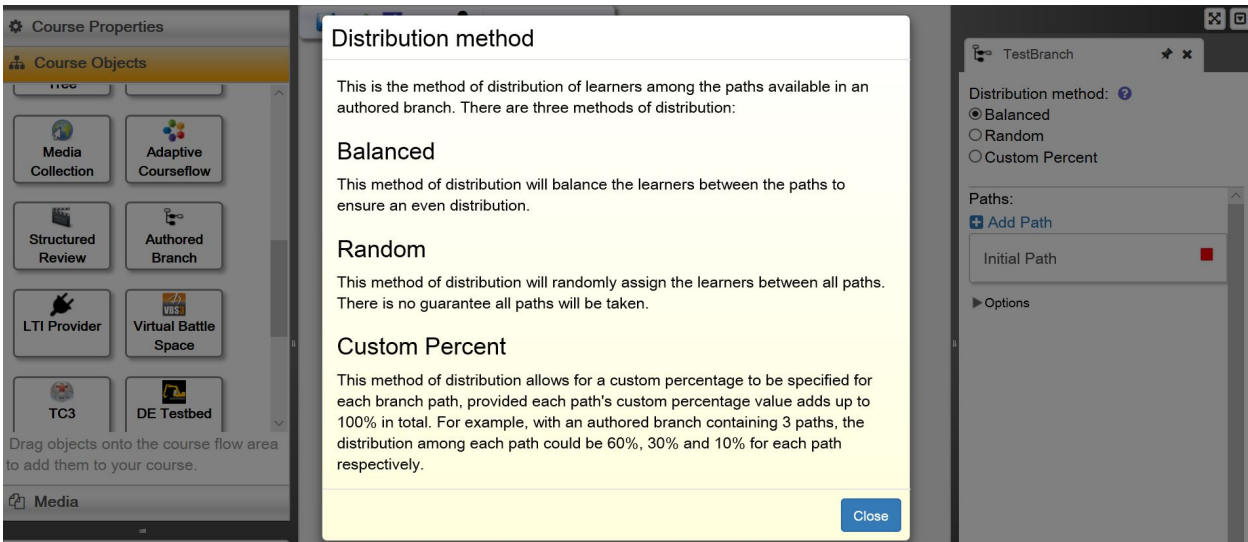 Course Properties
Course Objects
Tree
Media
Collection
Adaptive
Courseflow
Structured
Review
Authored
Branch
LTI Provider
VBS3
Virtual Battle
Space
TC3
DE Testbed
Drag objects onto the course flow area
to add them to your course.
Media
Distribution method
This is the method of distribution of learners among the paths available in an
authored branch. There are three methods of distribution:
Balanced
This method of distribution will balance the learners between the paths to
ensure an even distribution.
Random
This method of distribution will randomly assign the learners between all paths.
There is no guarantee all paths will be taken.
Custom Percent
This method of distribution allows for a custom percentage to be specified for
each branch path, provided each path's custom percentage value adds up to
100% in total. For example, with an authored branch containing 3 paths, the
distribution among each path could be 60%, 30% and 10% for each path
respectively.
Close
TestBranch
Distribution method:
Balanced
Random
Custom Percent
Paths:
Add Path
Initial Path
Options